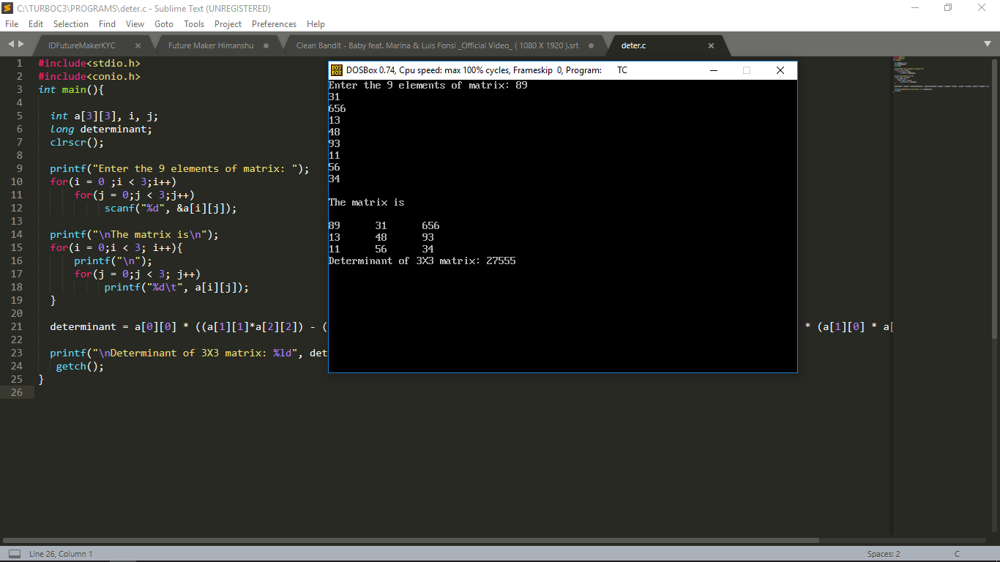 C:\TURBOC3\PROGRAMS\deter.c - Sublime Text (UNREGISTERED)
File Edit Selection Find View Goto Tools Project Preferences Help
IDFutureMakerKYC Future Maker Himanshu Clean Bandit - Baby feat. Marina & Luis Fonsi _Official Video_ ( 1080 X 1920 ).srt deter.c
1 #include<stdio.h>
2 #include<conio.h>
3 int main(){
4
5 int a[3][3], i, j;
6 long determinant;
7 clrscr();
8
9 printf("Enter the 9 elements of matrix: ");
10 for(i = 0 ;i < 3;i++)
11 for(j = 0;j < 3;j++)
12 scanf("%d", &a[i][j]);
13
14 printf("\nThe matrix is\n");
15 for(i = 0;i < 3; i++){
16 printf("\n");
17 for(j = 0;j < 3; j++)
18 printf("%d\t", a[i][j]);
19 }
20
21 determinant = a[0][0] * ((a[1][1]*a[2][2]) - ( * (a[1][0] * a[
22
23 printf("\nDeterminant of 3X3 matrix: %ld", det
24 getch();
25 }
26
DOS BOX DOSBox 0.74, Cpu speed: max 100% cycles, Frameskip 0, Program: TC
Enter the 9 elements of matrix: 89
31
656
13
48
93
11
56
34
The matrix is
89 31 656
13 48 93
11 56 34
Determinant of 3X3 matrix: 27555
Line 26, Column 1 Spaces: 2 C